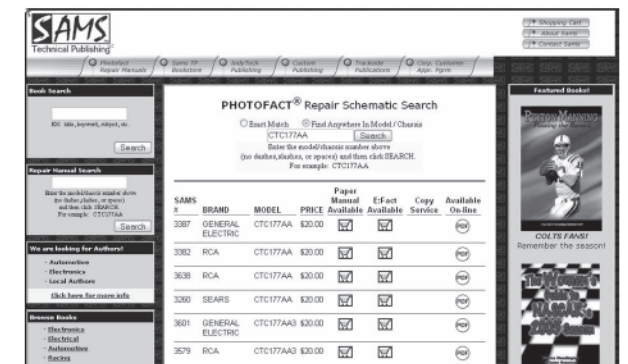 SAMS
Technical Publishing
Shopping Cart
About Sams
Contact Sams
Photofact
Repair Manuals
Sams TP
Bookstore
IndyTech
Publishing
Custom
Publishing
Trackside
Publications
Corp. Customer
Appr. Pgrm.
Book Search
title, keyword, subject, etc.
Search
Repair Manual Search
Enter the model/chassis number above
(no dashes, slashes, or spaces)
and then click SEARCH.
For example: CTC177AA
Search
We are looking for Authors!
- Automotive
- Electronics
- Local Authors
Click here for more info
Browse Books
- Electronics
- Electrical
- Automotive
- Racing
PHOTOFACT® Repair Schematic Search
Exact Match Find Anywhere In Model / Chassis
CTC177AA Search
Enter the model/chassis number above
(no dashes, slashes, or spaces) and then click SEARCH.
For example: CTC177AA
SAMS # BRAND MODEL PRICE Paper Manual Available E:Fact Available Copy Service Available On-line
3387 GENERAL ELECTRIC CTC177AA $20.00 PDF
3382 RCA CTC177AA $20.00 PDF
3638 RCA CTC177AA $20.00 PDF
3260 SEARS CTC177AA $20.00 PDF
3601 GENERAL ELECTRIC CTC177AA3 $20.00 PDF
3579 RCA CTC177AA3 $20.00 PDF
Featured Books!
PEYTON MANNING
COLTS FANS!
Remember the season!
The Women's
2005 Season